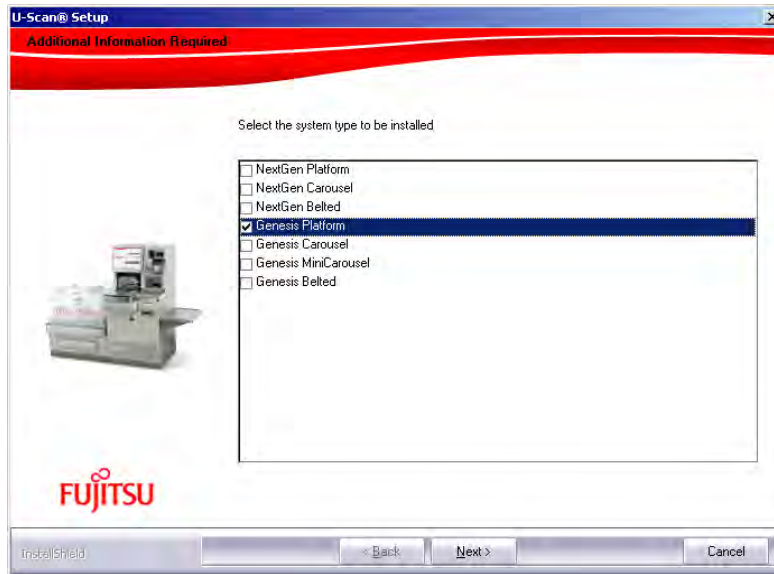 U-Scan® Setup
Additional Information Required
Select the system type to be installed
NextGen Platform
NextGen Carousel
NextGen Belted
Genesis Platform
Genesis Carousel
Genesis MiniCarousel
Genesis Belted
FUJITSU
InstallShield
< Back
Next >
Cancel